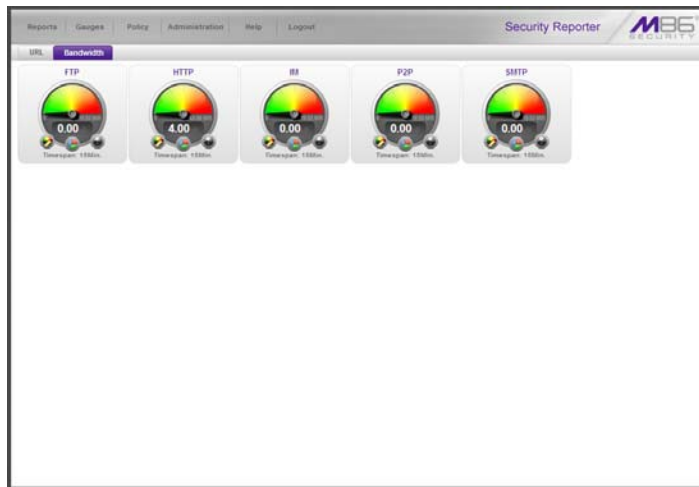 Reports Gauges Policy Administration Help Logout
Security Reporter
M86
SECURITY
URL Bandwidth
FTP HTTP IM P2P SMTP
0.00 4.00 0.00 0.00 0.00
Timespan: 15Min. Timespan: 15Min. Timespan: 15Min. Timespan: 15Min. Timespan: 15Min.